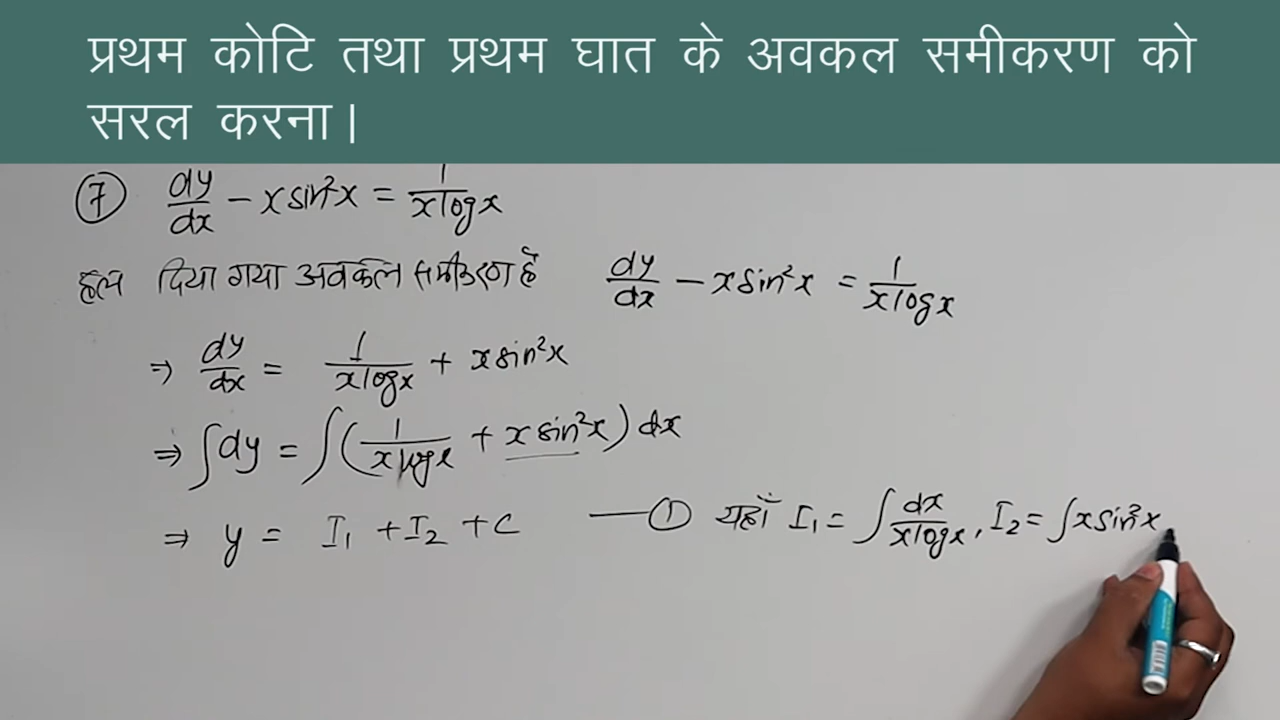 प्रथम कोटि तथा प्रथम घात के अवकल समीकरण को
सरल करना।
⑦ dy/dx − x sin²x = 1/(x log x)
हल दिया गया अवकल समीकरण है dy/dx − x sin²x = 1/(x log x)
⇒ dy/dx = 1/(x log x) + x sin²x
⇒ ∫dy = ∫(1/(x log x) + x sin²x) dx
⇒ y = I₁ + I₂ + C —① यहाँ I₁ = ∫dx/(x log x), I₂ = ∫x sin²x